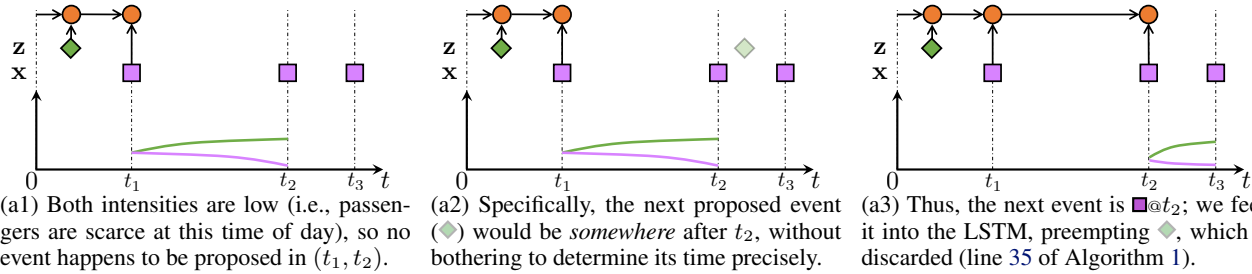 z
x
0 t₁ t₂ t₃ t
(a1) Both intensities are low (i.e., passen-
gers are scarce at this time of day), so no
event happens to be proposed in (t₁, t₂).
z
x
0 t₁ t₂ t₃ t
(a2) Specifically, the next proposed event
() would be somewhere after t₂, without
bothering to determine its time precisely.
z
x
0 t₁ t₂ t₃ t
(a3) Thus, the next event is @t₂; we feed
it into the LSTM, preempting , which
discarded (line 35 of Algorithm 1).